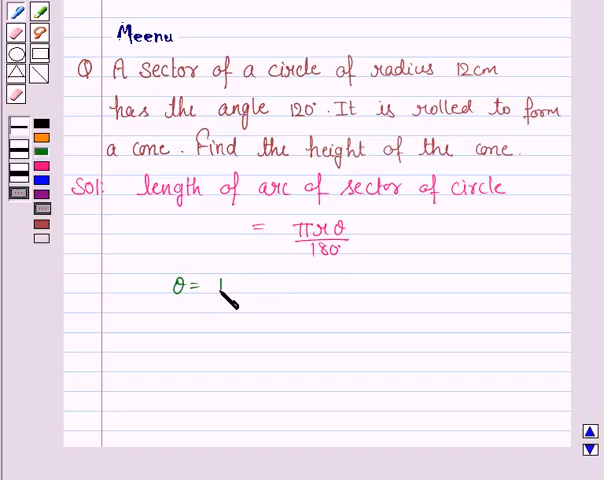 Meenu
Q A sector of a circle of radius 12cm
has the angle 120°. It is rolled to form
a cone. Find the height of the cone.
Sol: length of arc of sector of circle
= πrθ/180°
θ = 1